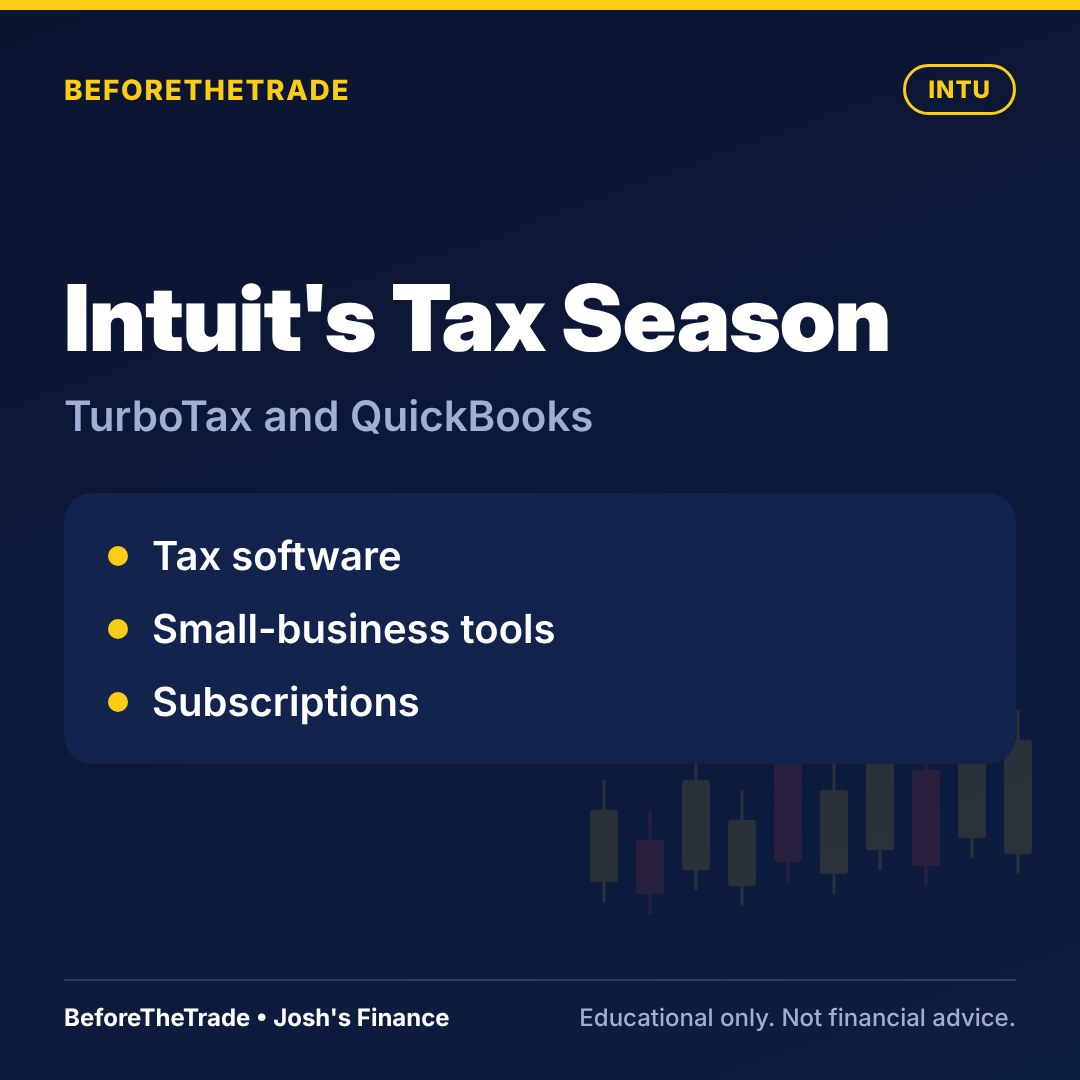 BEFORETHETRADE
INTU
Intuit's Tax Season
TurboTax and QuickBooks
Tax software
Small-business tools
Subscriptions
BeforeTheTrade • Josh's Finance
Educational only. Not financial advice.